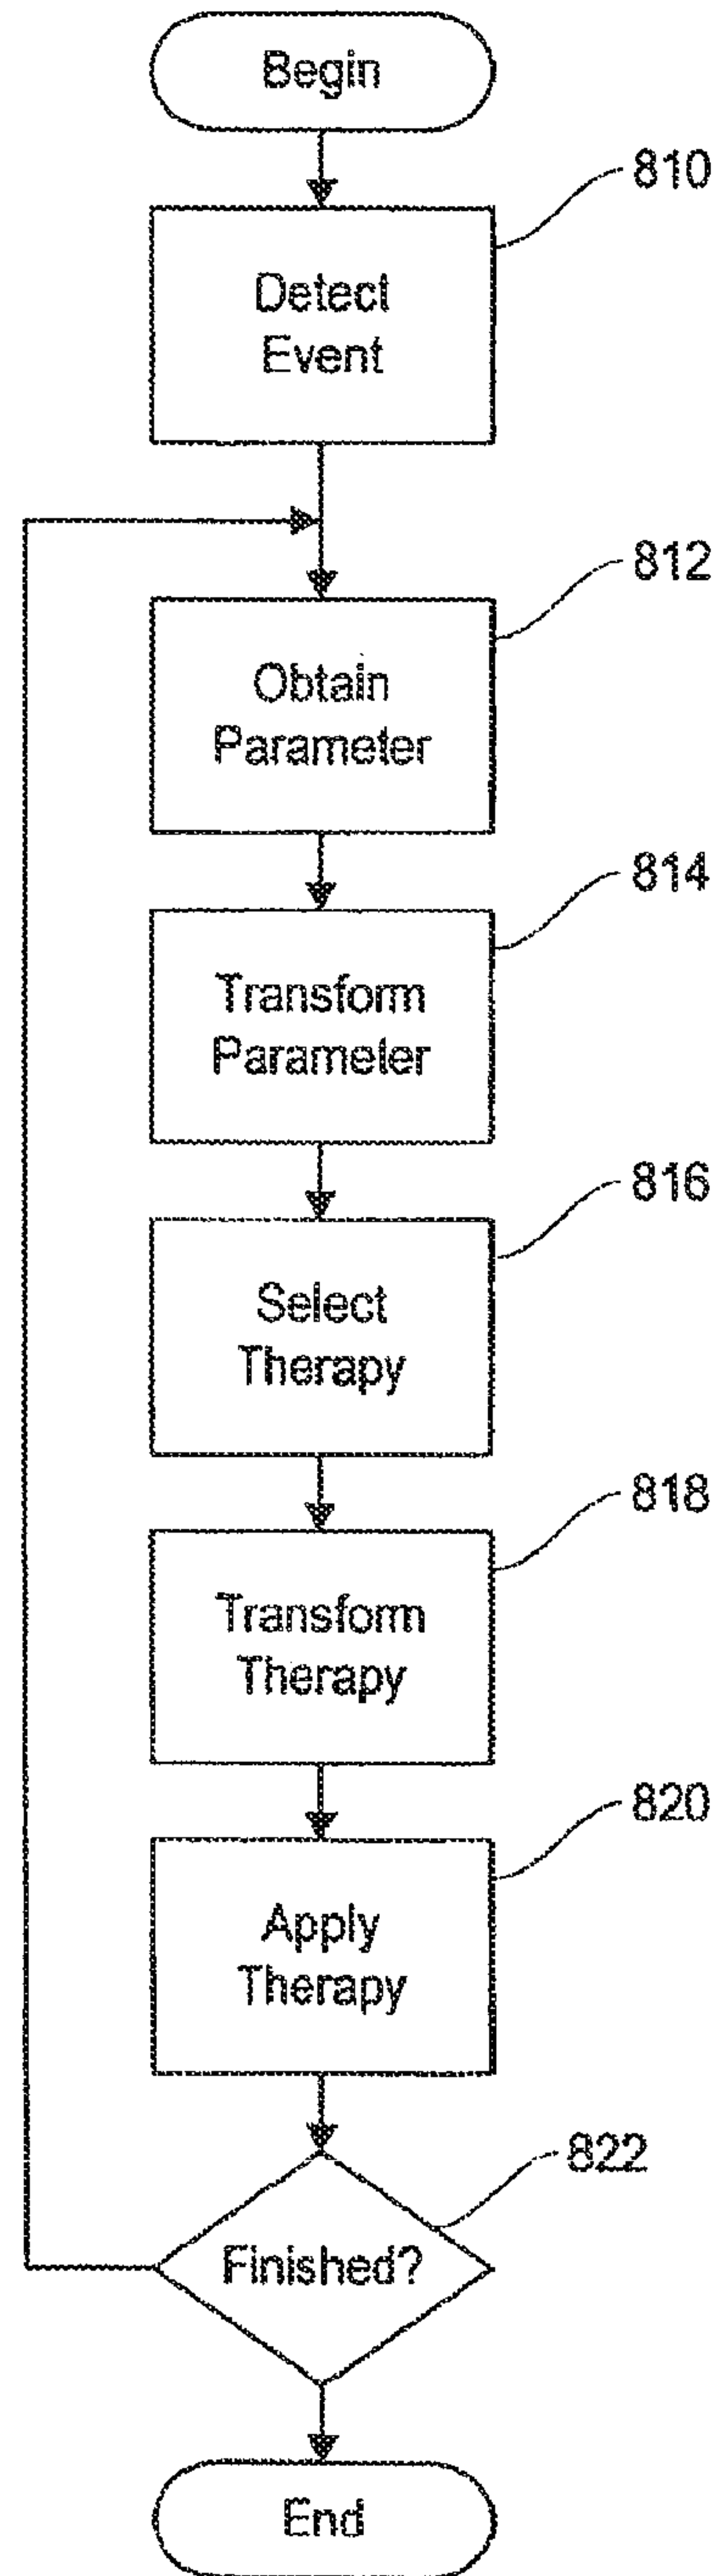 Begin
810
Detect
Event
812
Obtain
Parameter
814
Transform
Parameter
816
Select
Therapy
818
Transform
Therapy
820
Apply
Therapy
822
Finished?
End